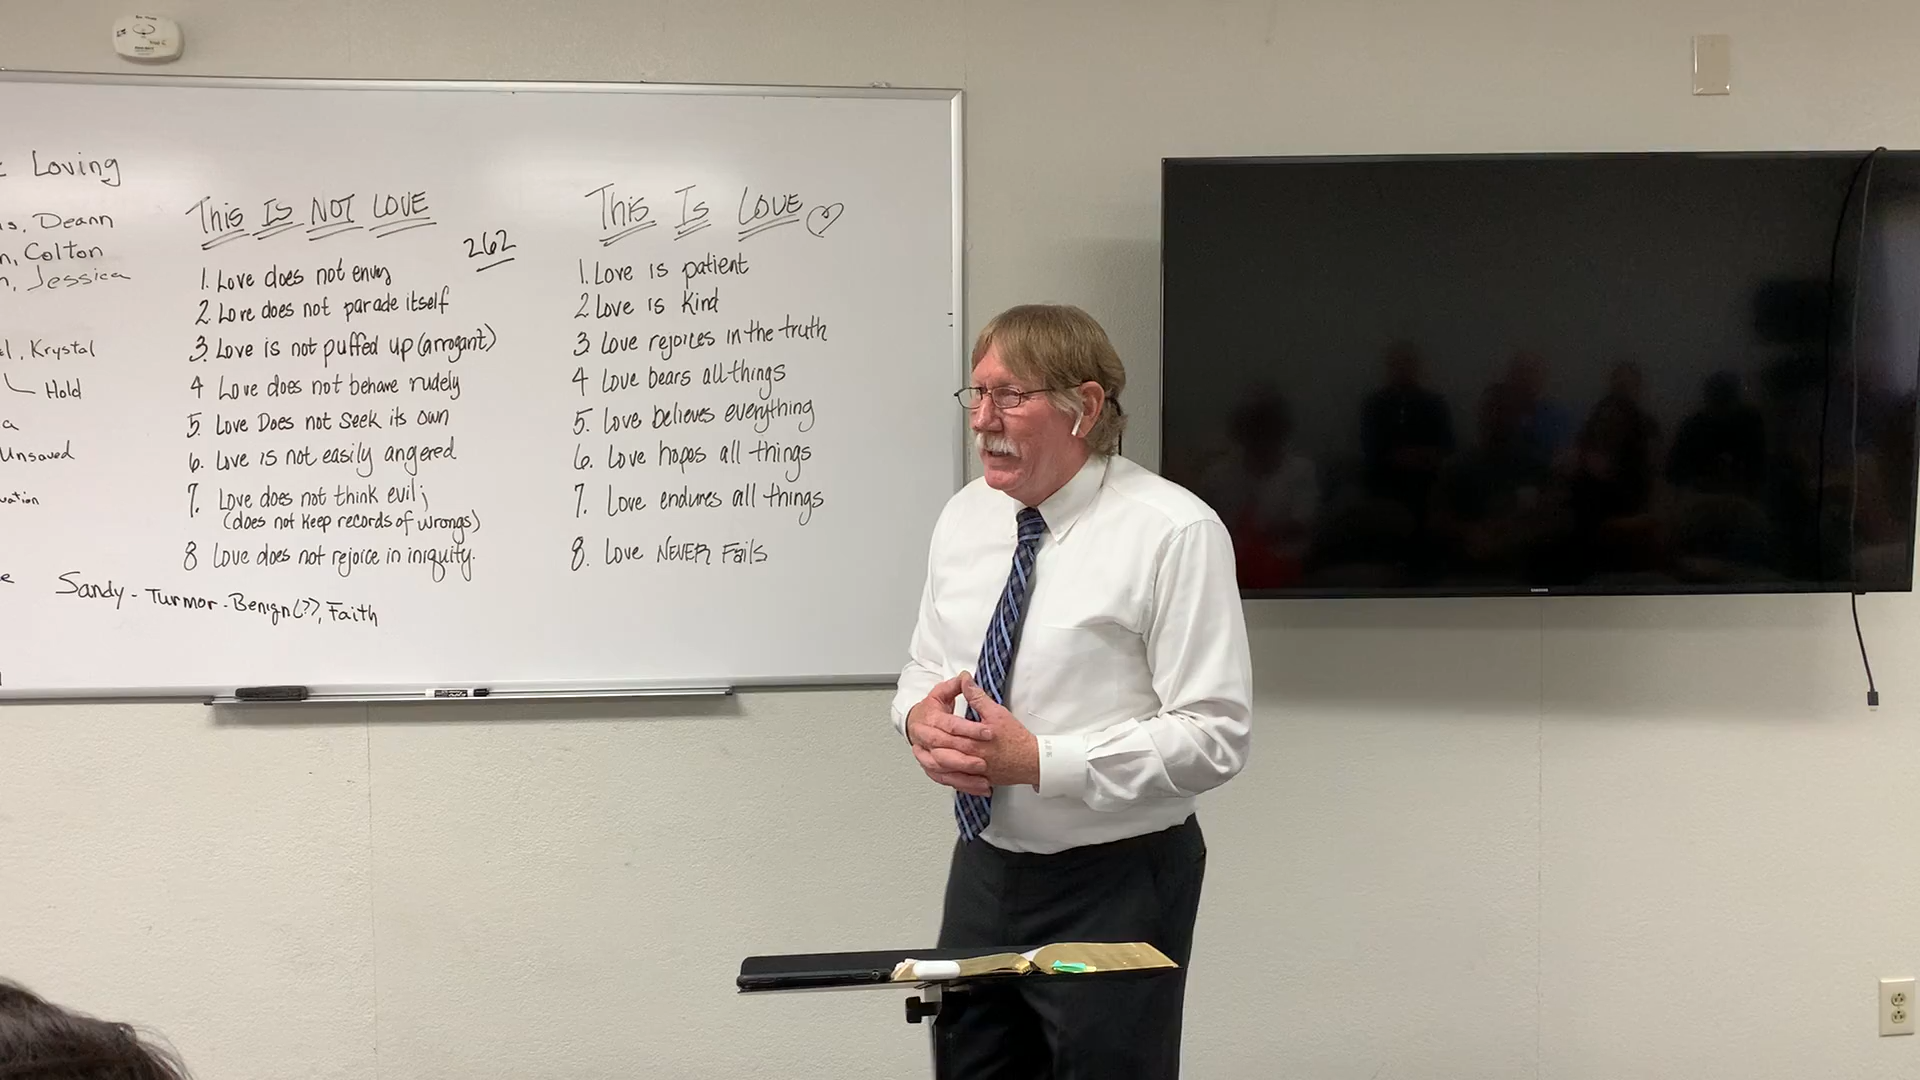 Loving
Deann
Colton
Jessica
Krystal
Hold
Unsaved
THIS IS NOT LOVE
262
1. Love does not envy
2. Love does not parade itself
3. Love is not puffed up (arrogant)
4 Love does not behave rudely
5. Love Does not seek its own
6. Love is not easily angered
7. Love does not think evil;
(does not keep records of wrongs)
8 Love does not rejoice in iniquity.
Sandy - Turmor - Benign(??), Faith
This Is LOVE
1. Love is patient
2 Love is Kind
3 Love rejoices in the truth
4 Love bears all things
5. Love believes everything
6. Love hopes all things
7. Love endures all things
8. Love NEVER Fails
SAMSUNG